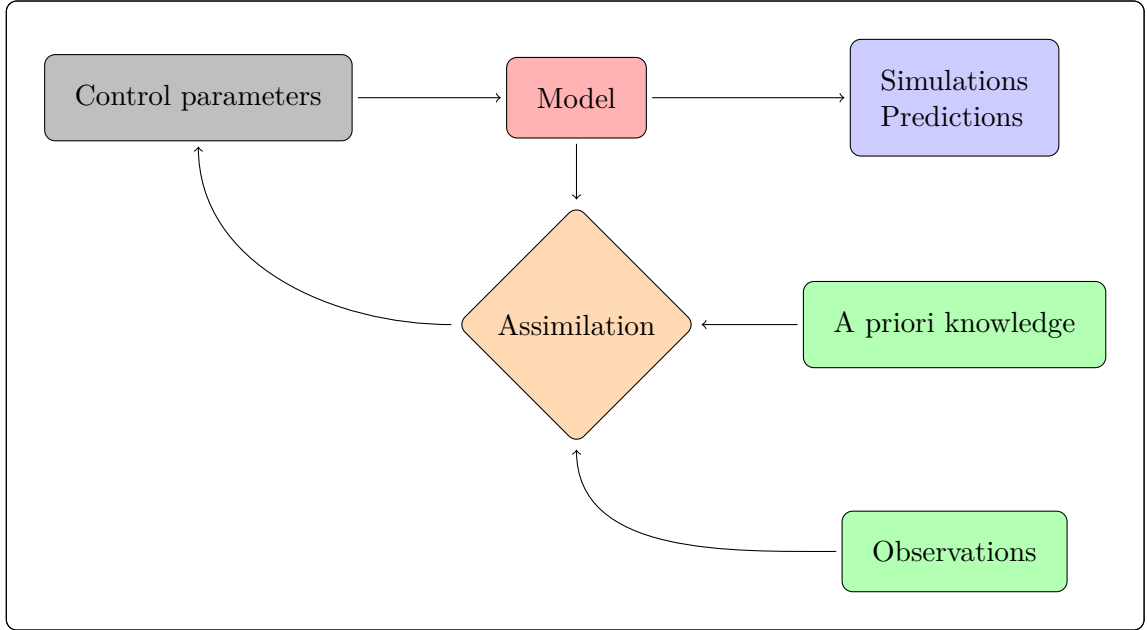 Control parameters
Model
Simulations
Predictions
Assimilation
A priori knowledge
Observations